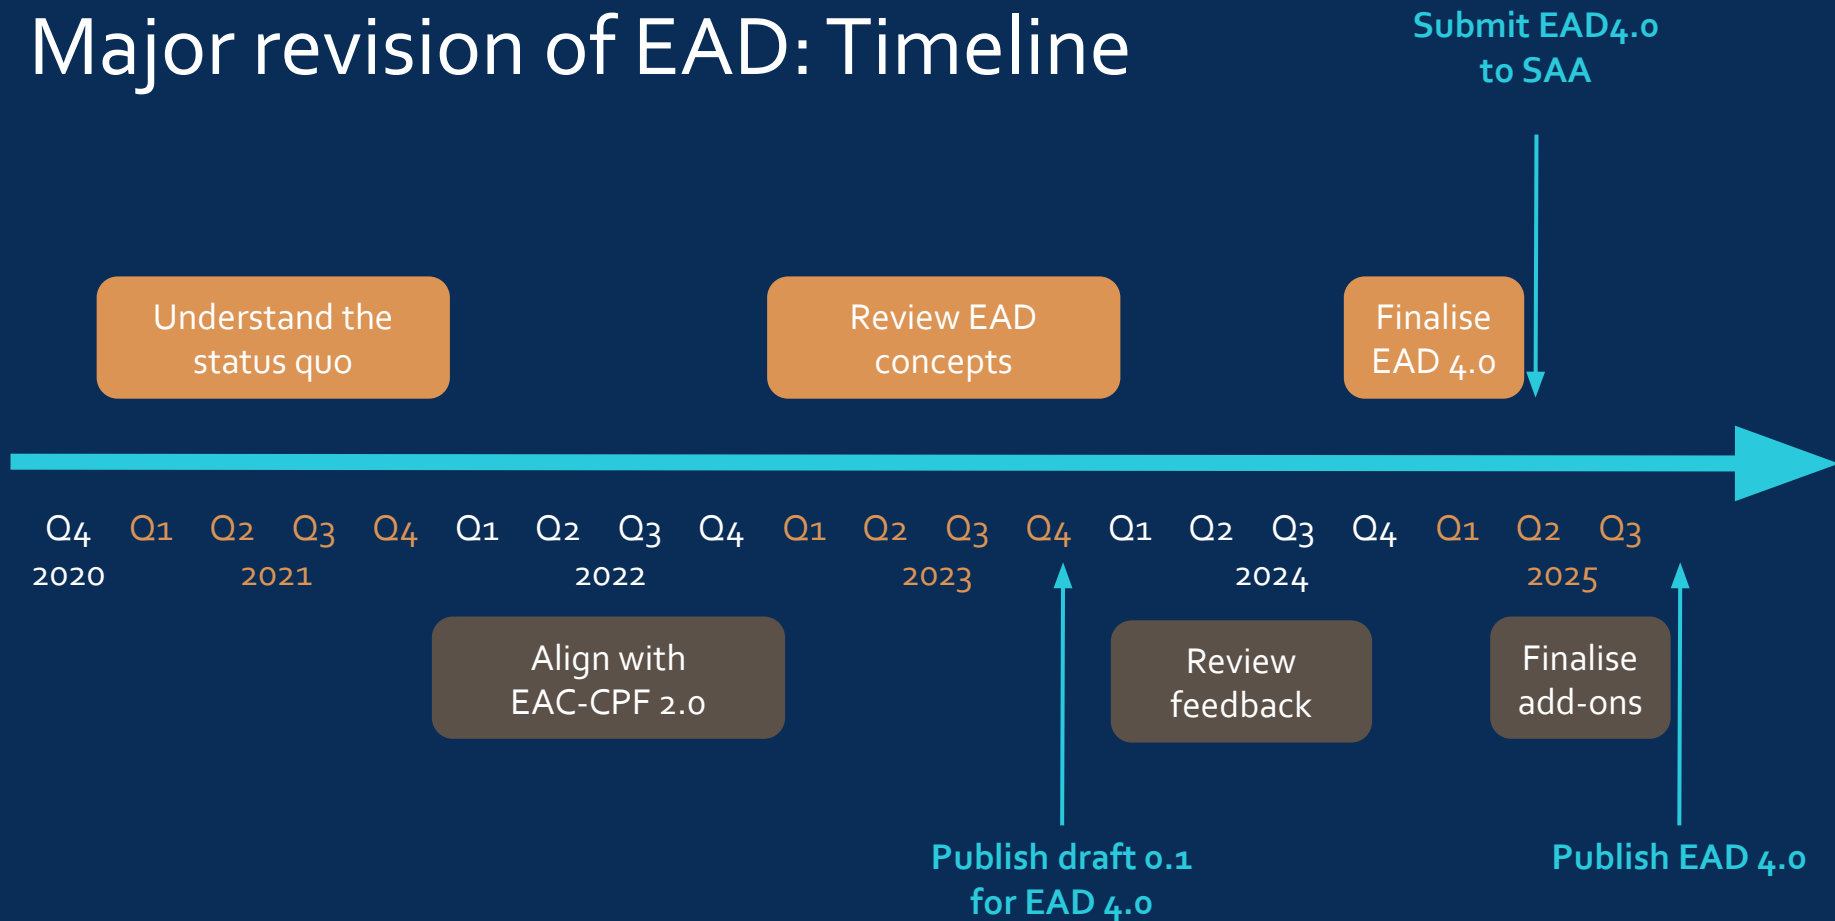 Major revision of EAD: Timeline
Submit EAD4.0
to SAA
Understand the
status quo
Review EAD
concepts
Finalise
EAD 4.0
Q4 Q1 Q2 Q3 Q4 Q1 Q2 Q3 Q4 Q1 Q2 Q3 Q4 Q1 Q2 Q3 Q4 Q1 Q2 Q3
2020 2021 2022 2023 2024 2025
Align with
EAC-CPF 2.0
Review
feedback
Finalise
add-ons
Publish draft 0.1
for EAD 4.0
Publish EAD 4.0